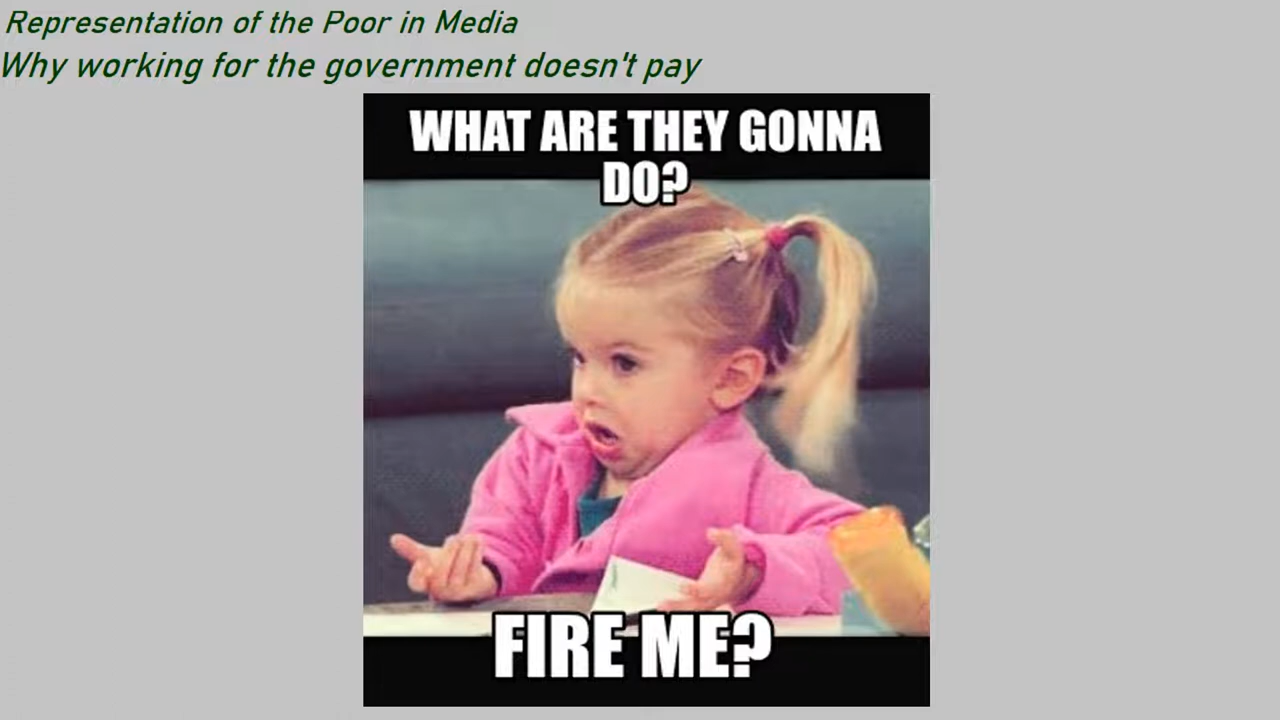 Representation of the Poor in Media
Why working for the government doesn't pay
WHAT ARE THEY GONNA
DO?
FIRE ME?